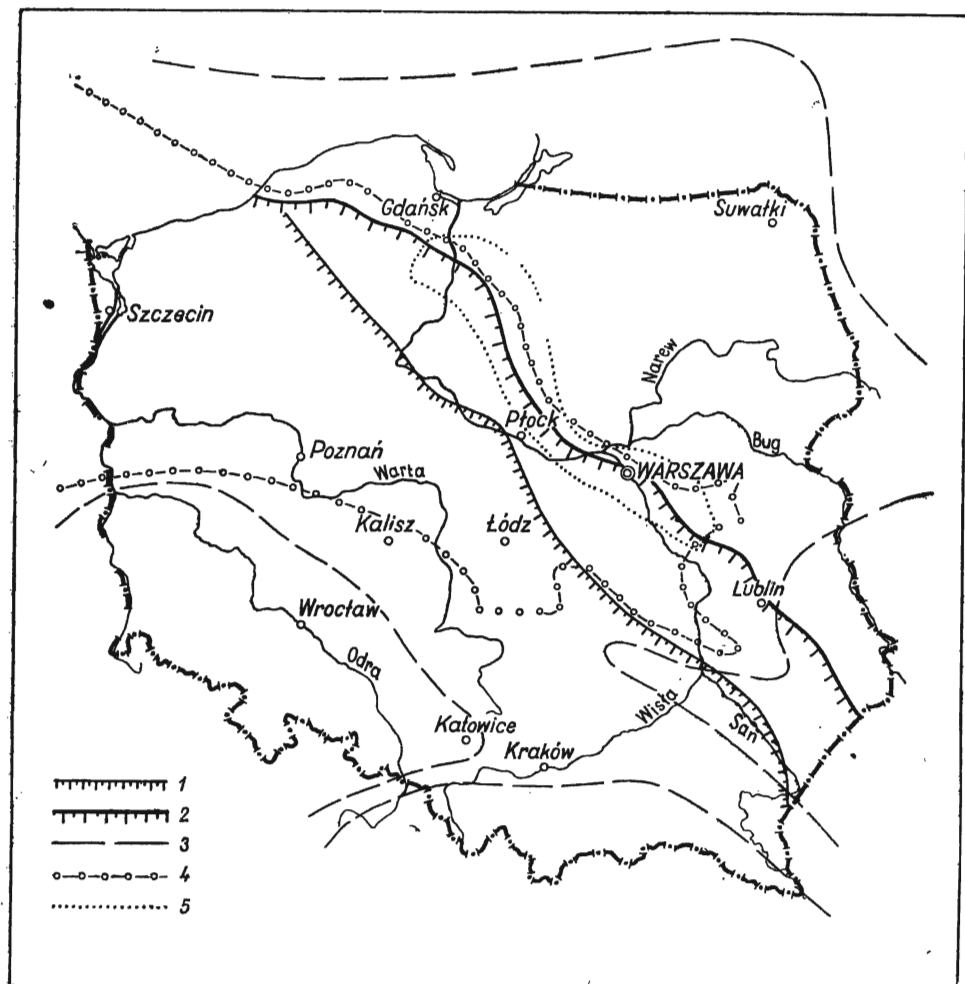 Gdańsk
Suwałki
Szczecin
Narew
Płock
Bug
Poznań
WARSZAWA
Warta
Kalisz
Łódz
Lublin
Wrocław
Odra
Wisła
San
Katowice
Kraków
1
2
3
4
5